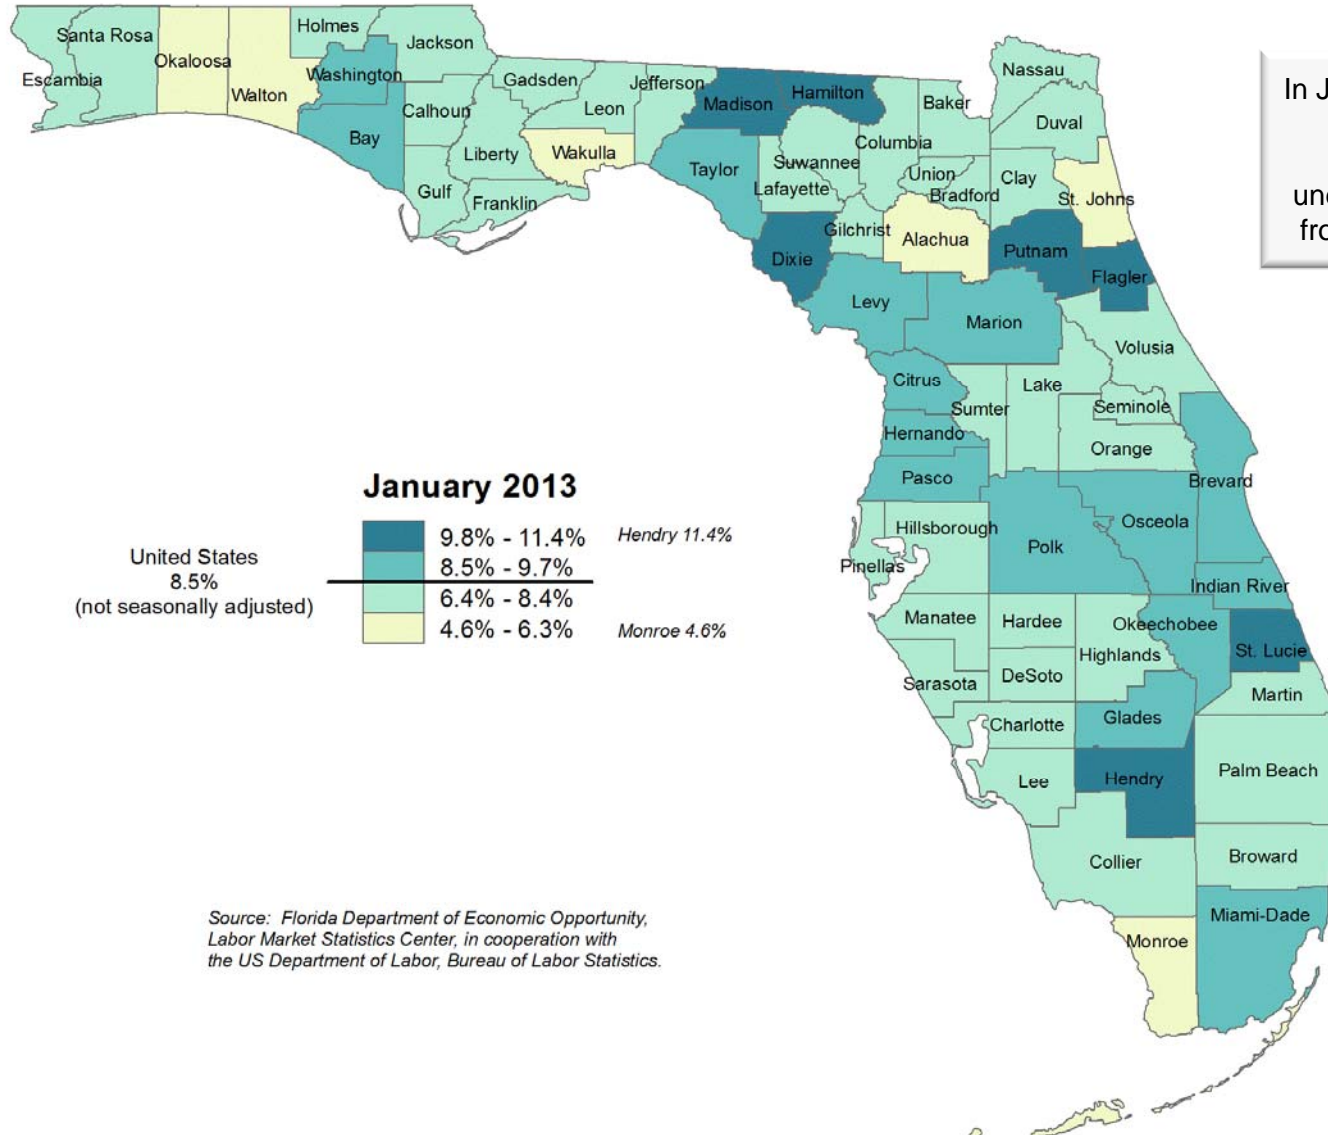 Holmes
Santa Rosa
Jackson
Okaloosa
Escambia
Washington
Walton
Gadsden
Jefferson
Calhoun
Leon
Bay
Liberty
Wakulla
Gulf
Franklin
Madison
Hamilton
Nassau
Baker
Duval
Columbia
Taylor
Suwannee
Lafayette
Union
Bradford
Clay
St. Johns
Gilchrist
Alachua
Dixie
Putnam
Flagler
Levy
Marion
Volusia
Citrus
Lake
Sumter
Seminole
Hernando
Orange
Pasco
Brevard
Hillsborough
Osceola
Polk
Pinellas
Indian River
Manatee
Hardee
Okeechobee
Highlands
St. Lucie
Sarasota
DeSoto
Martin
Charlotte
Glades
Lee
Hendry
Palm Beach
Collier
Broward
Miami-Dade
Monroe
In J
fro
January 2013
9.8% - 11.4%
Hendry 11.4%
8.5% - 9.7%
6.4% - 8.4%
4.6% - 6.3%
Monroe 4.6%
United States
8.5%
(not seasonally adjusted)
Source: Florida Department of Economic Opportunity,
Labor Market Statistics Center, in cooperation with
the US Department of Labor, Bureau of Labor Statistics.